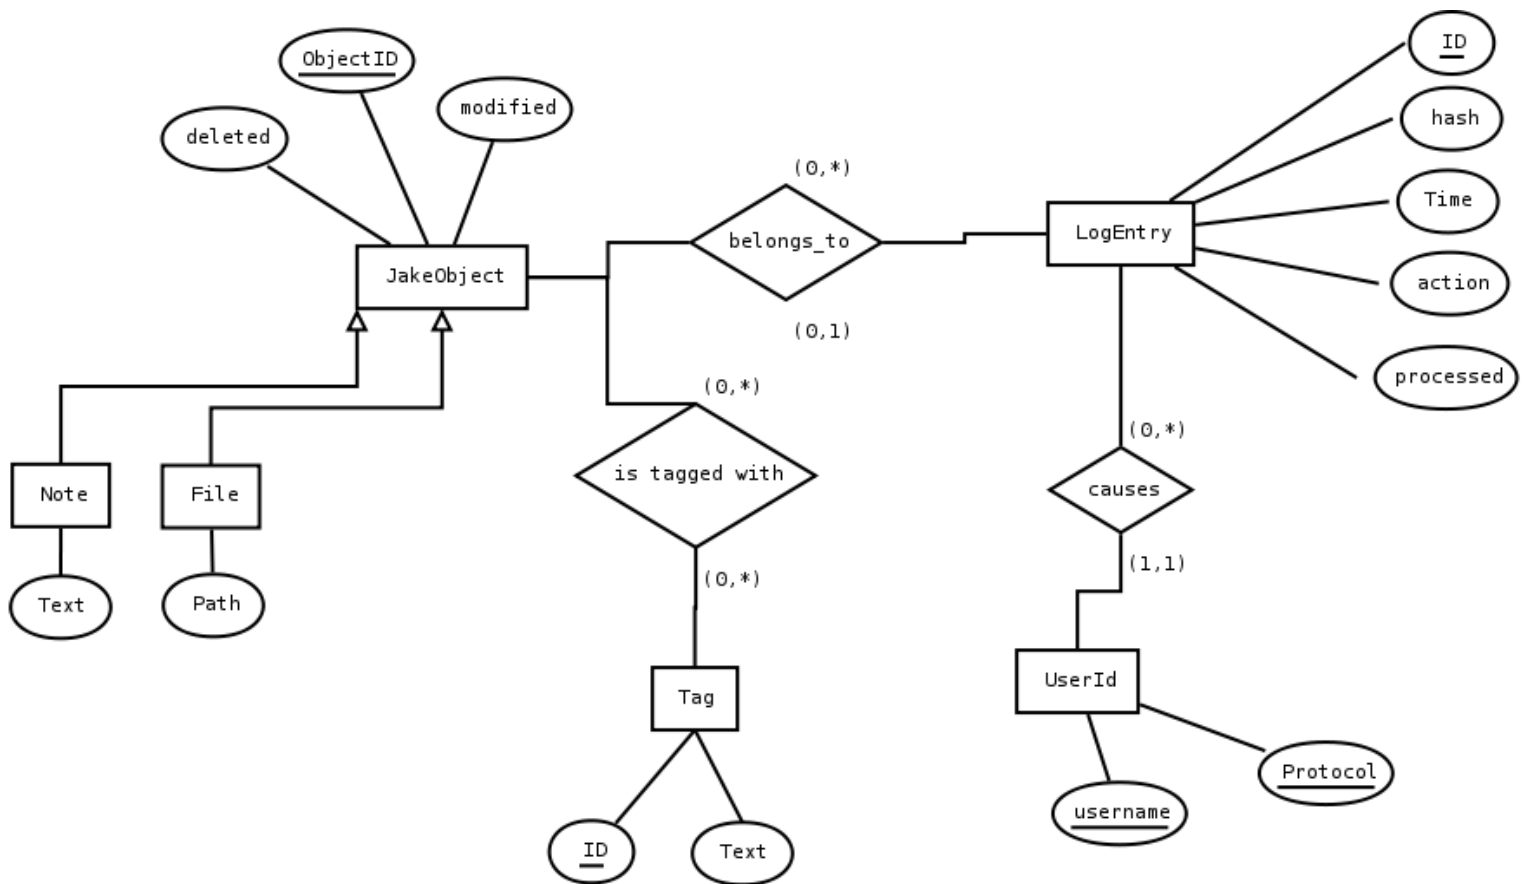 ID
ObjectID
modified
hash
deleted
(0,*)
Time
LogEntry
belongs_to
JakeObject
action
(0,1)
processed
(0,*)
(0,*)
is tagged with
causes
Note
File
(1,1)
(0,*)
Text
Path
UserId
Tag
Protocol
username
ID
Text